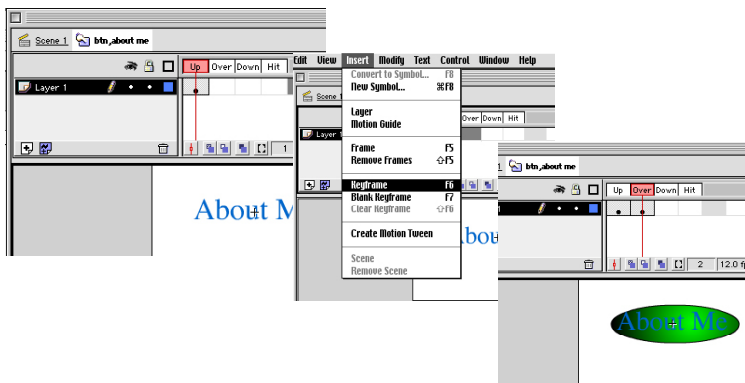 Scene 1 btn,about me
Up Over Down Hit
Layer 1
1
About M
Edit View Insert Modify Text Control Window Help
Convert to Symbol... F8
New Symbol... ⌘F8
Layer
Motion Guide
Frame F5
Remove Frames ⇧F5
Keyframe F6
Blank Keyframe F7
Clear Keyframe ⇧F6
Create Motion Tween
Scene
Remove Scene
Scene 1
Over Down Hit
Layer 1
bou
1 btn,about me
Up Over Down Hit
1
2 12.0 f
About Me